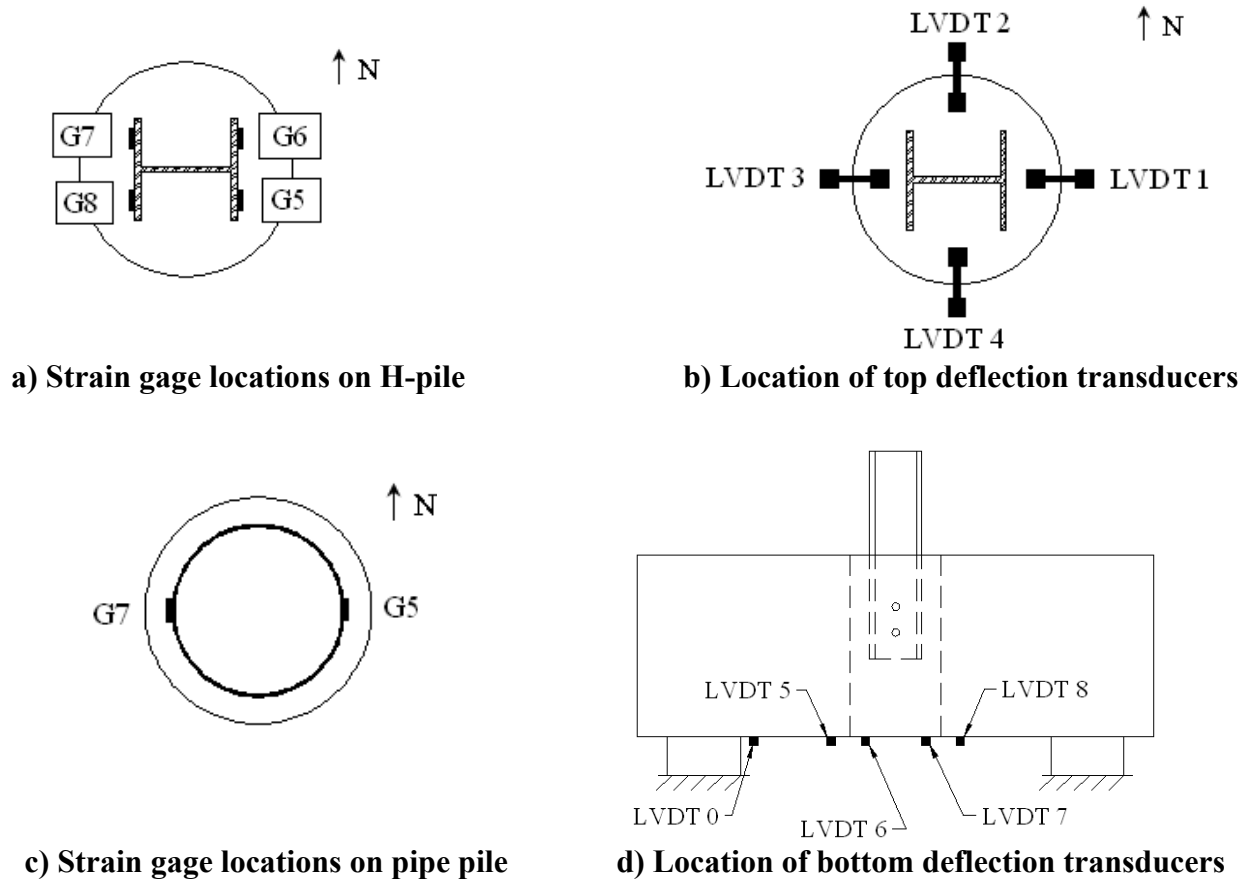 ↑ N
G7
G6
G8
G5
a) Strain gage locations on H-pile
↑ N
LVDT 2
LVDT 3
LVDT 1
LVDT 4
b) Location of top deflection transducers
↑ N
G7
G5
c) Strain gage locations on pipe pile
LVDT 5
LVDT 8
LVDT 0
LVDT 6
LVDT 7
d) Location of bottom deflection transducers